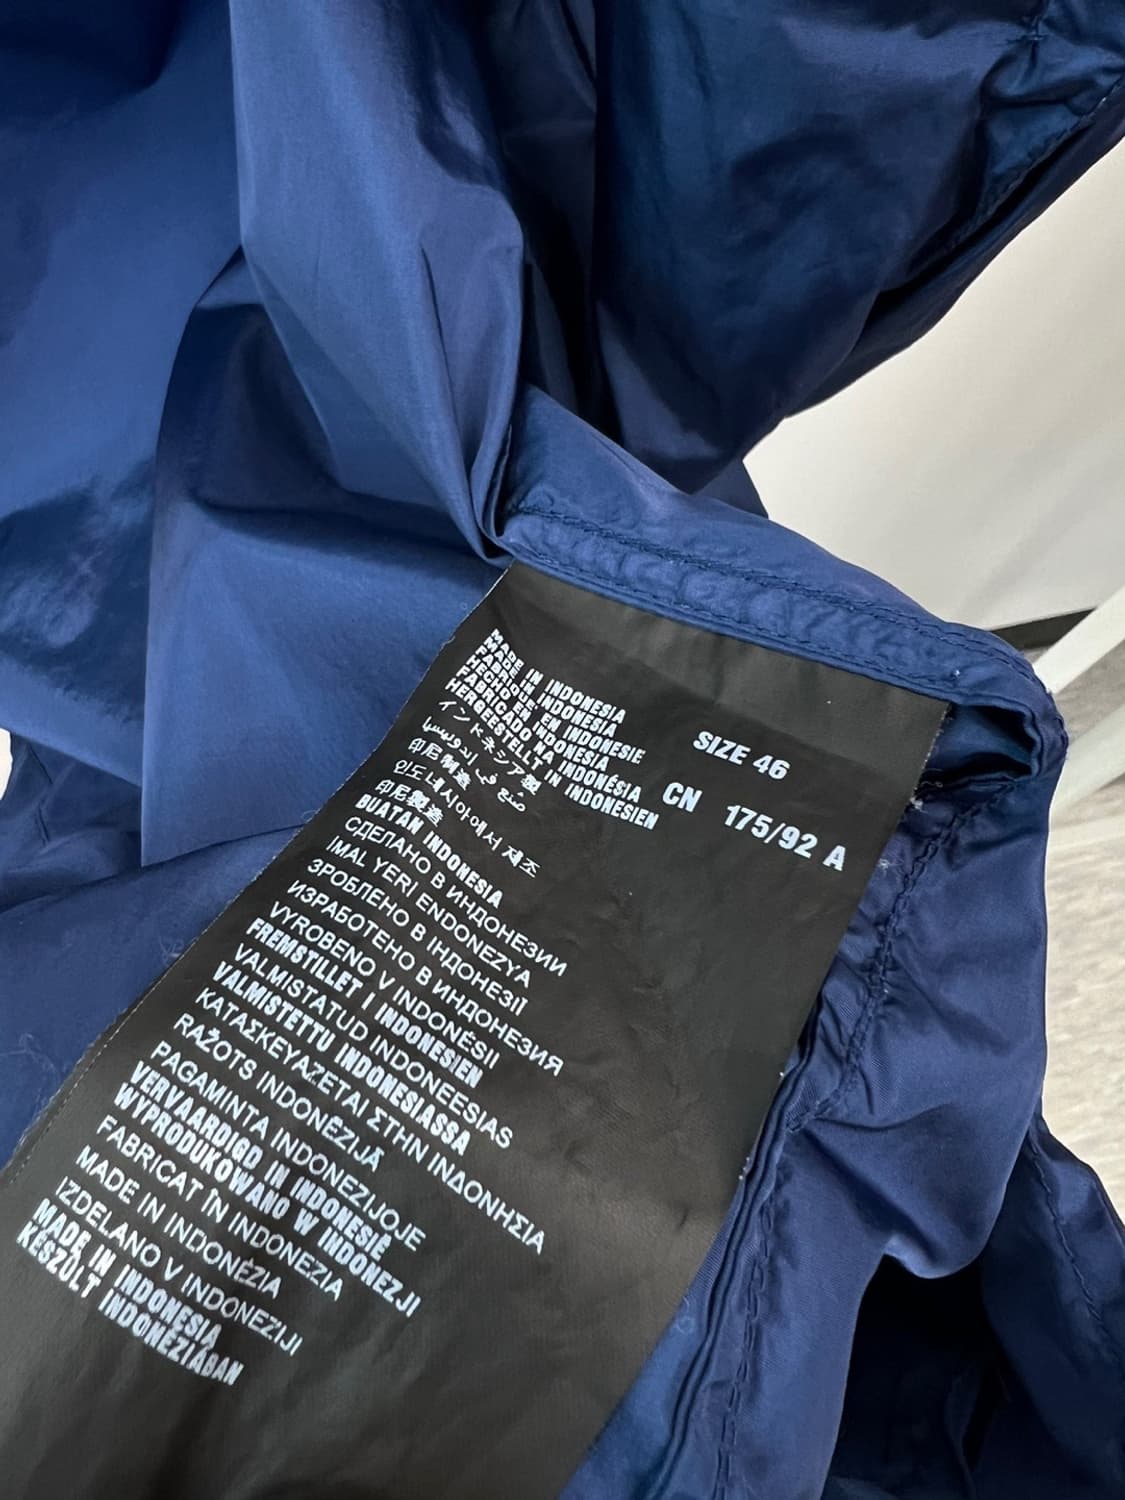 MADE IN INDONESIA
FABRIQUE EN INDONESIE
HECHO EN INDONESIA
FABRICADO NA INDONÉSIA
HERGESTELLT IN INDONESIEN
インドネシア製
صنع في إندونيسيا
印尼製造
인도네시아에서 제조
印尼製造
BUATAN INDONESIA
СДЕЛАНО В ИНДОНЕЗИИ
IMAL YERI ENDONEZYA
ЗРОБЛЕНО В ІНДОНЕЗІЇ
ИЗРАБОТЕНО В ИНДОНЕЗИЯ
VYROBENO V INDONÉSII
FREMSTILLET I INDONESIEN
VALMISTATUD INDONEESIAS
VALMISTETTU INDONESIASSA
ΚΑΤΑΣΚΕΥΑΖΕΤΑΙ ΣΤΗΝ ΙΝΔΟΝΗΣΙΑ
RAŽOTS INDONĒZIJĀ
PAGAMINTA INDONEZIJOJE
VERVAARDIGD IN INDONESIË
WYPRODUKOWANO W INDONEZJI
FABRICAT ÎN INDONEZIA
MADE IN INDONÉZIA
IZDELANO V INDONEZIJI
MADE IN INDONESIA
KÉSZÜLT INDONÉZIÁBAN
SIZE 46
CN 175/92 A